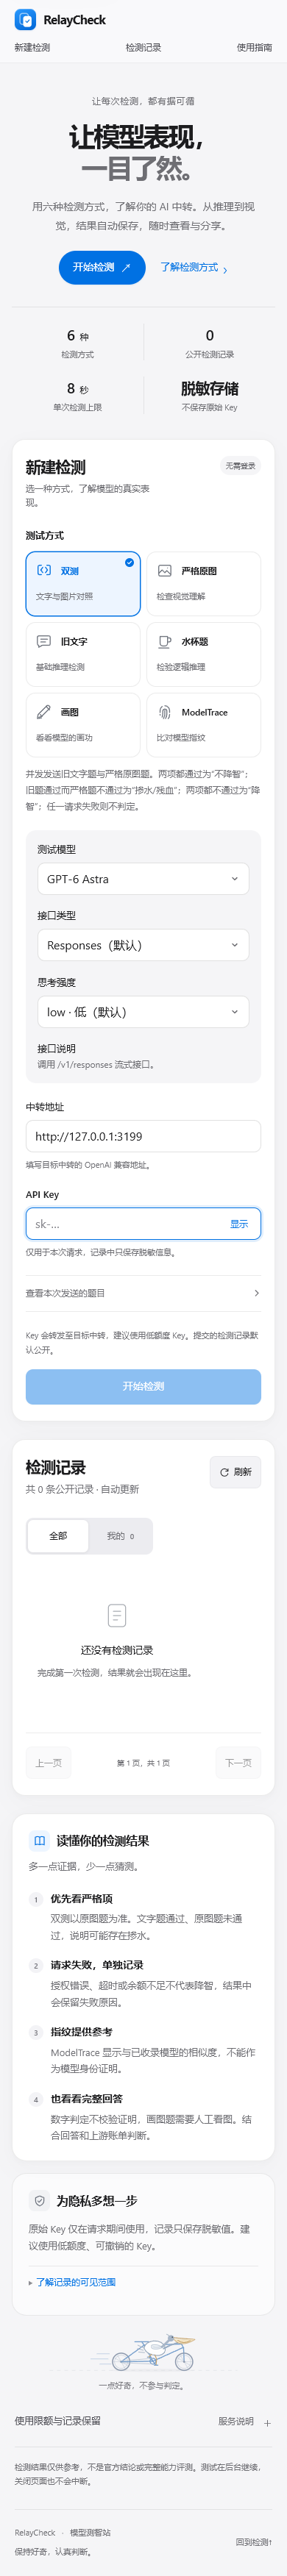 RelayCheck
新建检测 检测记录 使用指南
让每次检测，都有据可循
让模型表现，
一目了然。
用六种检测方式，了解你的 AI 中转。从推理到视
觉，结果自动保存，随时查看与分享。
开始检测 ↗ 了解检测方式 ›
6 种 0
检测方式 公开检测记录
8 秒 脱敏存储
单次检测上限 不保存原始 Key
新建检测 无需登录
选一种方式，了解模型的真实表
现。
测试方式
双测 严格原图
文字与图片对照 检查视觉理解
旧文字 水杯题
基础推理检测 检验逻辑推理
画图 ModelTrace
看看模型的画功 比对模型指纹
并发发送旧文字题与严格原图题。两项都通过为“不降智”；
旧题通过而严格题不通过为“掺水/残血”；两项都不通过为“降
智”；任一请求失败则不判定。
测试模型
GPT-6 Astra
接口类型
Responses（默认）
思考强度
low · 低（默认）
接口说明
调用 /v1/responses 流式接口。
中转地址
http://127.0.0.1:3199
填写目标中转的 OpenAI 兼容地址。
API Key
sk-... 显示
仅用于本次请求，记录中只保存脱敏信息。
查看本次发送的题目
Key 会转发至目标中转，建议使用低额度 Key。提交的检测记录默
认公开。
开始检测
检测记录 刷新
共 0 条公开记录 · 自动更新
全部 我的 0
还没有检测记录
完成第一次检测，结果就会出现在这里。
上一页 第 1 页，共 1 页 下一页
读懂你的检测结果
多一点证据，少一点猜测。
1 优先看严格项
双测以原图题为准。文字题通过、原图题未通
过，说明可能存在掺水。
2 请求失败，单独记录
授权错误、超时或余额不足不代表降智，结果中
会保留失败原因。
3 指纹提供参考
ModelTrace 显示与已收录模型的相似度，不能作
为模型身份证明。
4 也看看完整回答
数字判定不校验证明，画图题需要人工看图。结
合回答和上游账单判断。
为隐私多想一步
原始 Key 仅在请求期间使用，记录只保存脱敏值。建
议使用低额度、可撤销的 Key。
▸ 了解记录的可见范围
一点好奇，不参与判定。
使用限额与记录保留 服务说明 +
检测结果仅供参考，不是官方结论或完整能力评测。测试在后台继续，
关闭页面也不会中断。
RelayCheck · 模型测智站
保持好奇，认真判断。 回到检测↑